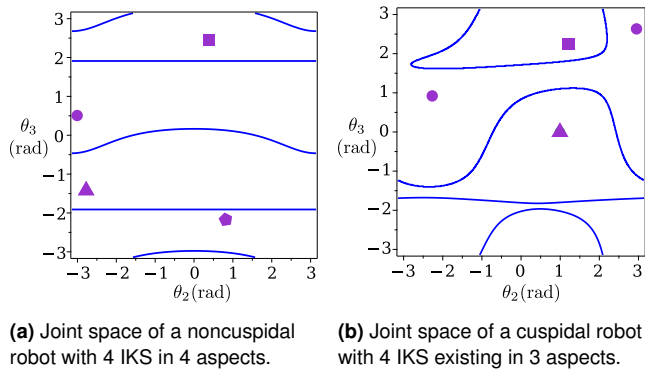 3
2
1
0
−1
−2
−3
θ3
(rad)
−3 −2 −1 0 1 2 3
θ2(rad)
3
2
1
0
−1
−2
−3
θ3
(rad)
−3 −2 −1 0 1 2 3
θ2(rad)
(a) Joint space of a noncuspidal
robot with 4 IKS in 4 aspects.
(b) Joint space of a cuspidal robot
with 4 IKS existing in 3 aspects.